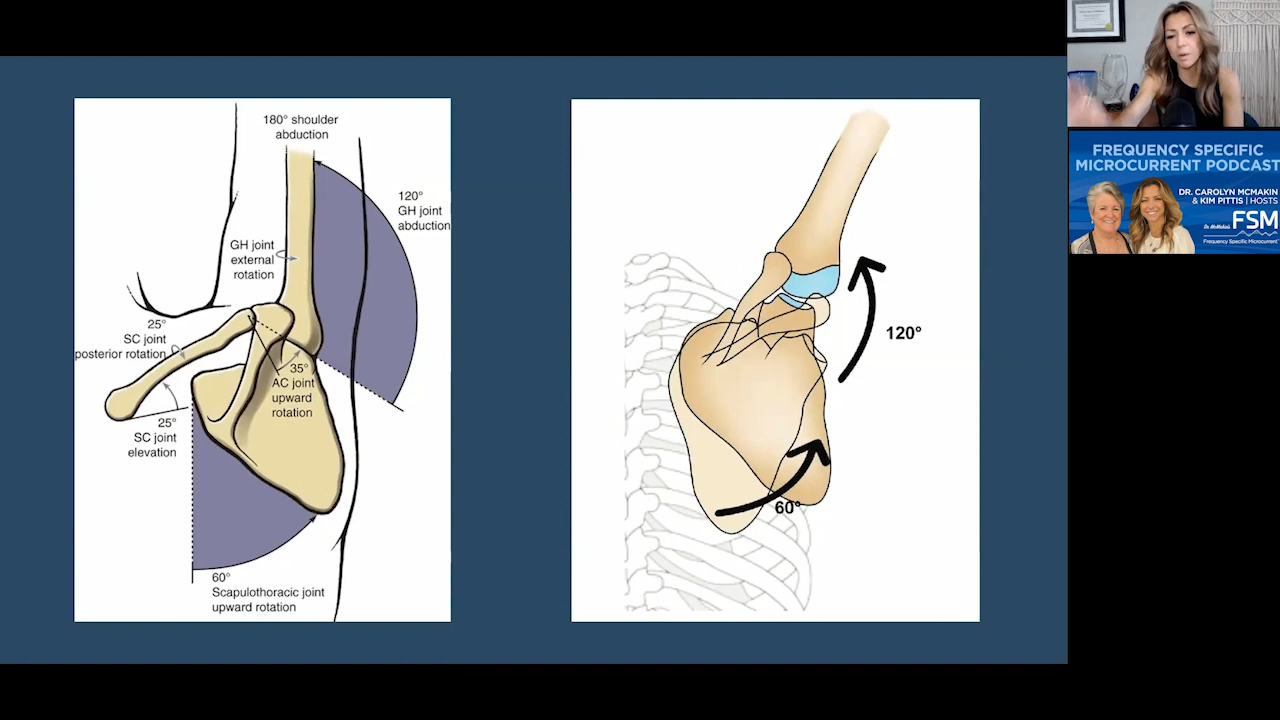 180° shoulder
abduction
120°
GH joint
abduction
GH joint
external
rotation
25°
SC joint
posterior rotation
35°
AC joint
upward
rotation
25°
SC joint
elevation
60°
Scapulothoracic joint
upward rotation
120°
60°
FREQUENCY SPECIFIC
MICROCURRENT PODCAST
DR. CAROLYN MCMAKIN
& KIM PITTIS | HOSTS
Dr. McMakin's FSM
Frequency Specific Microcurrent